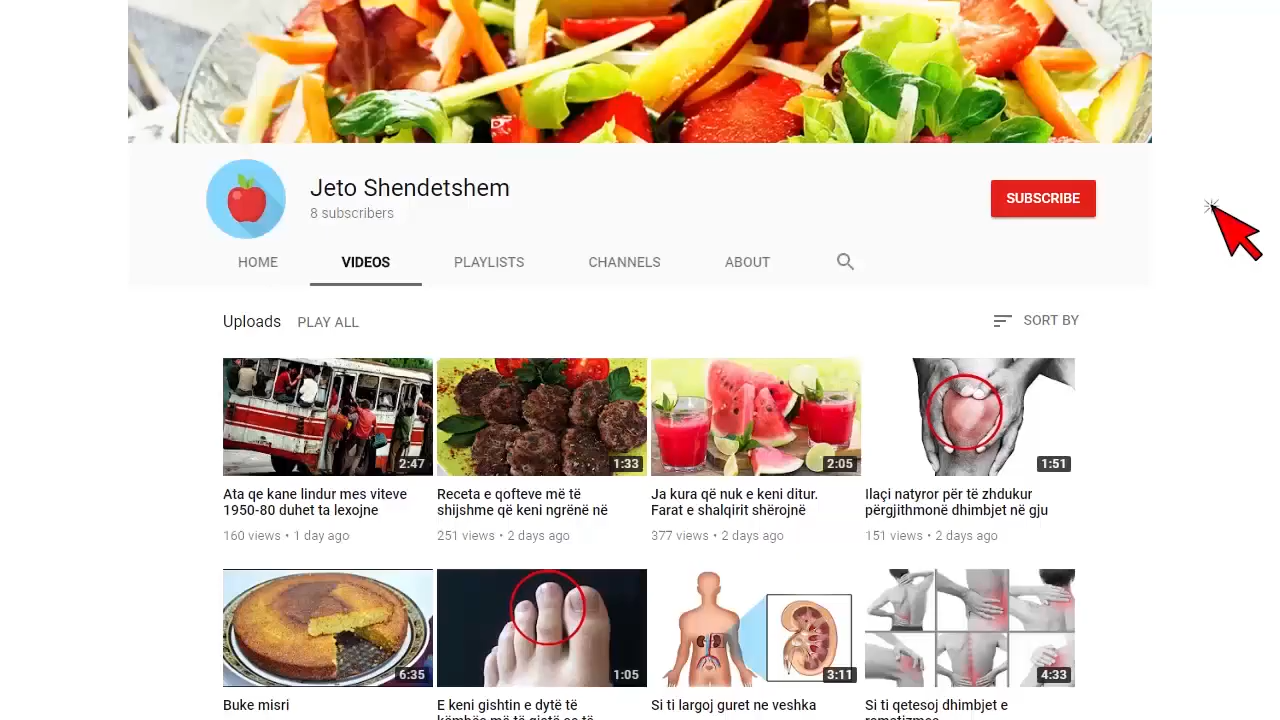 Jeto Shendetshem
8 subscribers
SUBSCRIBE
HOME
VIDEOS
PLAYLISTS
CHANNELS
ABOUT
Uploads
PLAY ALL
SORT BY
2:47
1:33
2:05
1:51
Ata qe kane lindur mes viteve
1950-80 duhet ta lexojne
160 views • 1 day ago
Receta e qofteve më të
shijshme që keni ngrënë në
251 views • 2 days ago
Ja kura që nuk e keni ditur.
Farat e shalqirit shërojnë
377 views • 2 days ago
Ilaçi natyror për të zhdukur
përgjithmonë dhimbjet në gju
151 views • 2 days ago
6:35
1:05
3:11
4:33
Buke misri
E keni gishtin e dytë të
Si ti largoj guret ne veshka
Si ti qetesoj dhimbjet e